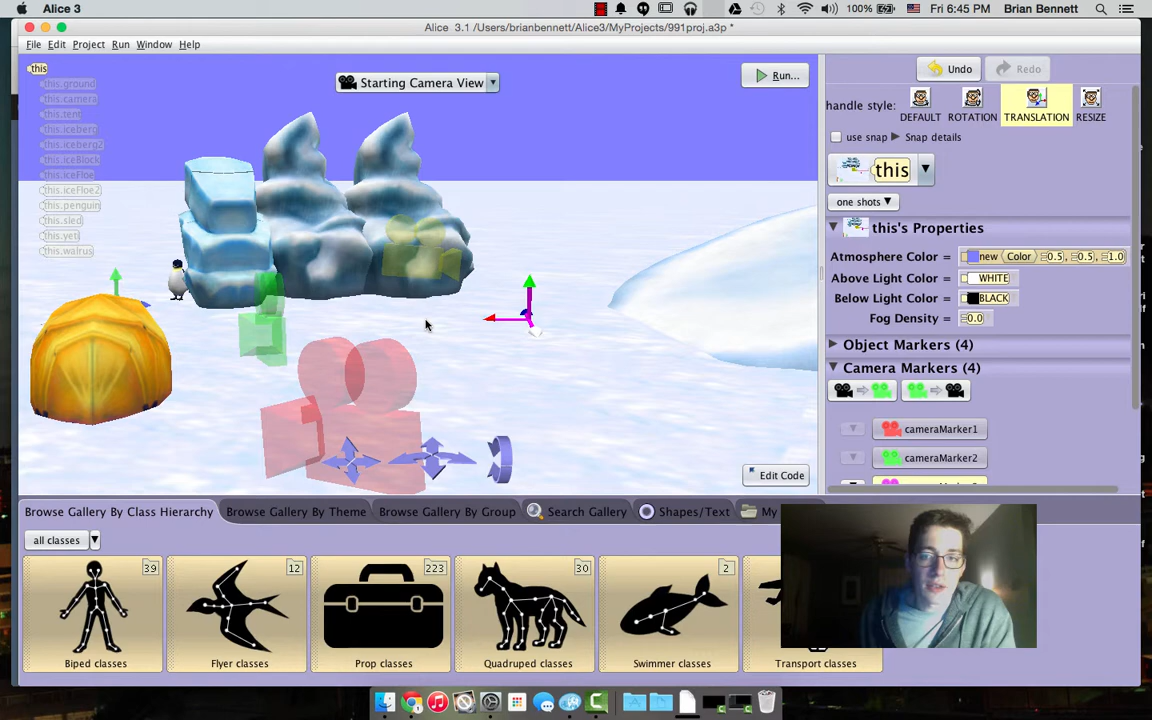 Alice 3
100%
Fri 6:45 PM
Brian Bennett
Alice 3.1 /Users/brianbennett/Alice3/MyProjects/991proj.a3p *
File Edit Project Run Window Help
this
this.ground
this.camera
this.tent
this.iceberg
this.iceberg2
this.iceBlock
this.iceFloe
this.iceFloe2
this.penguin
this.sled
this.yeti
this.walrus
Starting Camera View
Run...
Undo
Redo
handle style:
DEFAULT
ROTATION
TRANSLATION
RESIZE
use snap
Snap details
this
one shots
this's Properties
Atmosphere Color = new Color 0.5, 0.5, 1.0
Above Light Color = WHITE
Below Light Color = BLACK
Fog Density = 0.0
Object Markers (4)
Camera Markers (4)
cameraMarker1
cameraMarker2
Edit Code
Browse Gallery By Class Hierarchy
Browse Gallery By Theme
Browse Gallery By Group
Search Gallery
Shapes/Text
My
all classes
39
Biped classes
12
Flyer classes
223
Prop classes
30
Quadruped classes
2
Swimmer classes
Transport classes